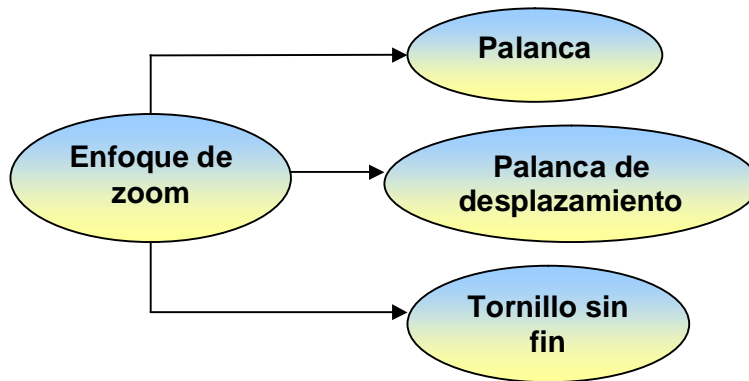 Palanca
Enfoque de
zoom
Palanca de
desplazamiento
Tornillo sin
fin